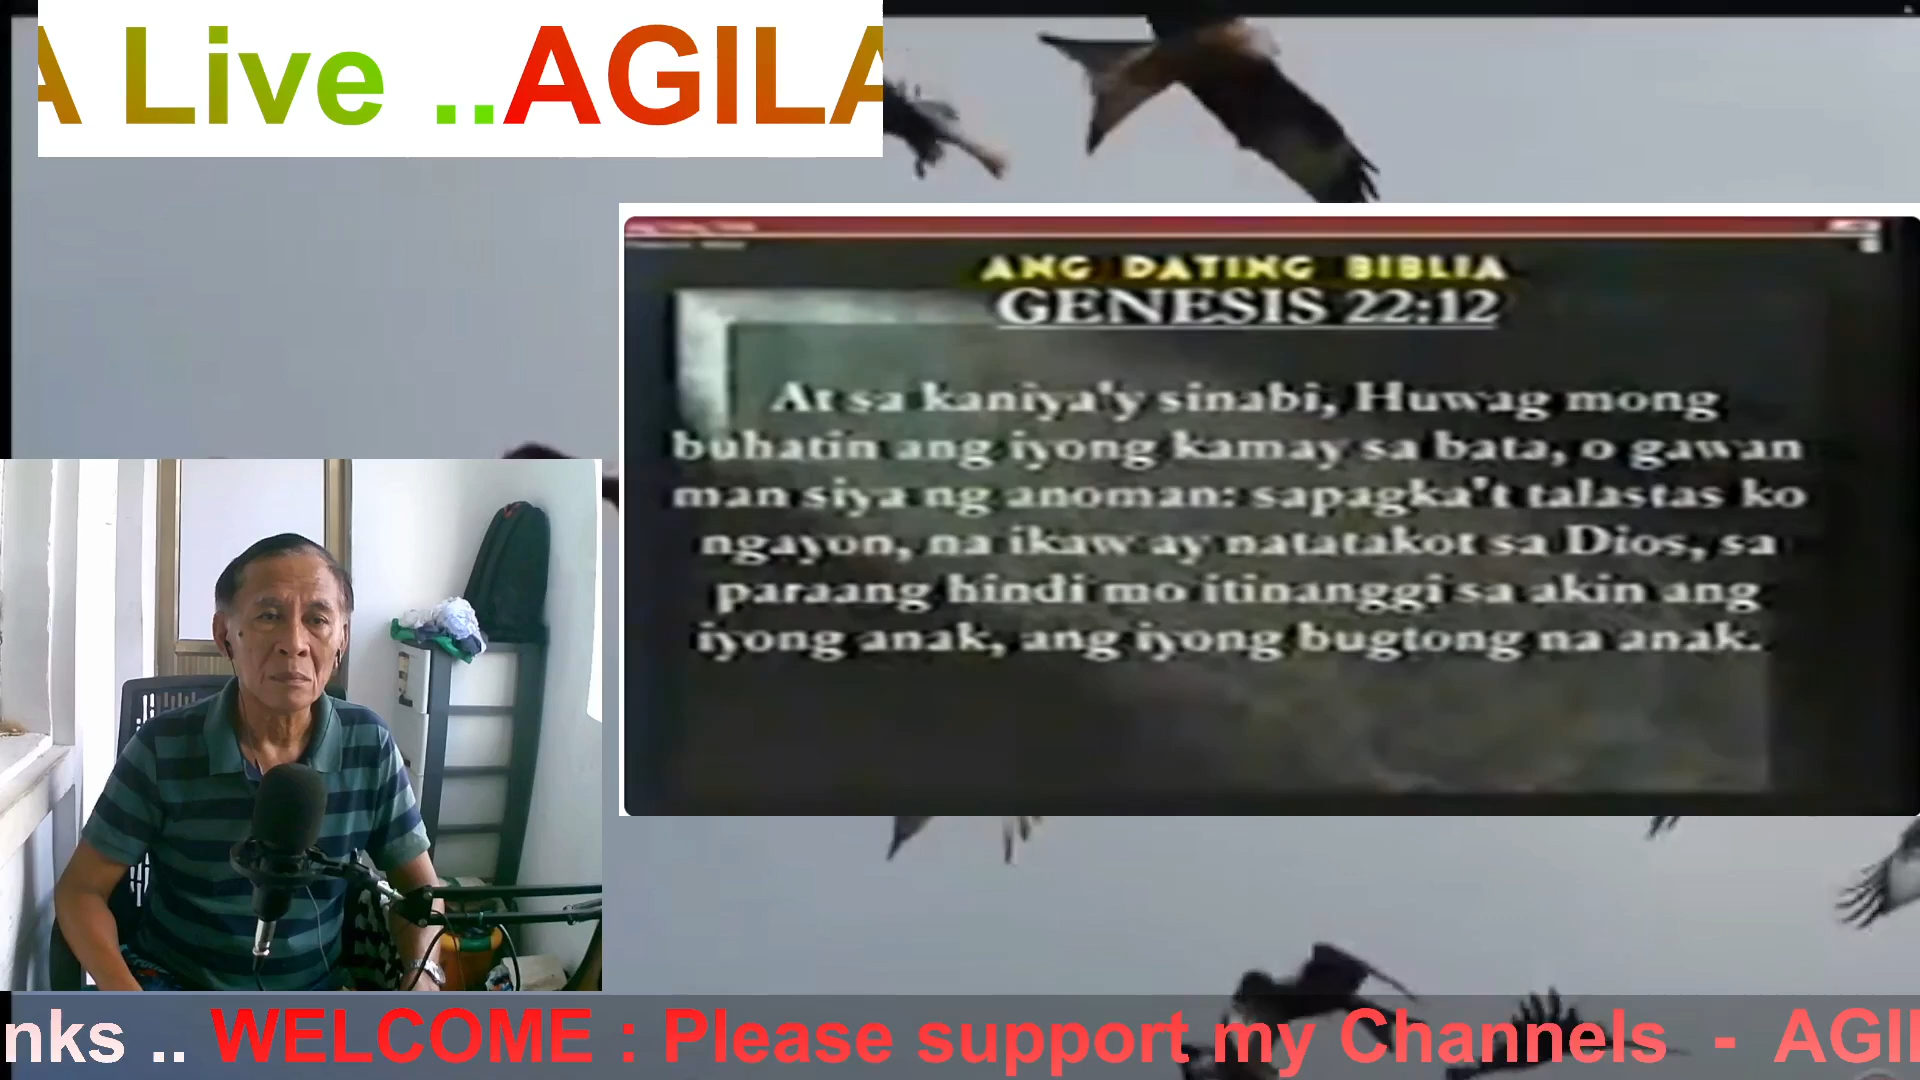 A Live ..AGILA
ANG DATING BIBLIA
GENESIS 22:12
At sa kaniya'y sinabi, Huwag mong
buhatin ang iyong kamay sa bata, o gawan
man siya ng anoman: sapagka't talastas ko
ngayon, na ikaw ay natatakot sa Dios, sa
paraang hindi mo itinanggi sa akin ang
iyong anak, ang iyong bugtong na anak.
nks .. WELCOME : Please support my Channels - AGIL